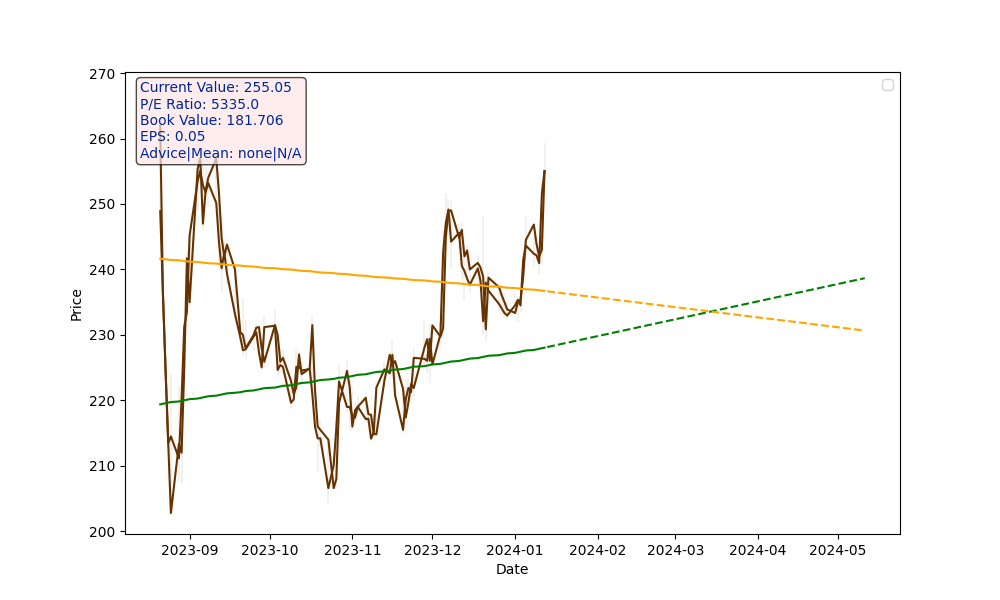 270
260
250
240
230
220
210
200
Price
Current Value: 255.05
P/E Ratio: 5335.0
Book Value: 181.706
EPS: 0.05
Advice|Mean: none|N/A
2023-09 2023-10 2023-11 2023-12 2024-01 2024-02 2024-03 2024-04 2024-05
Date